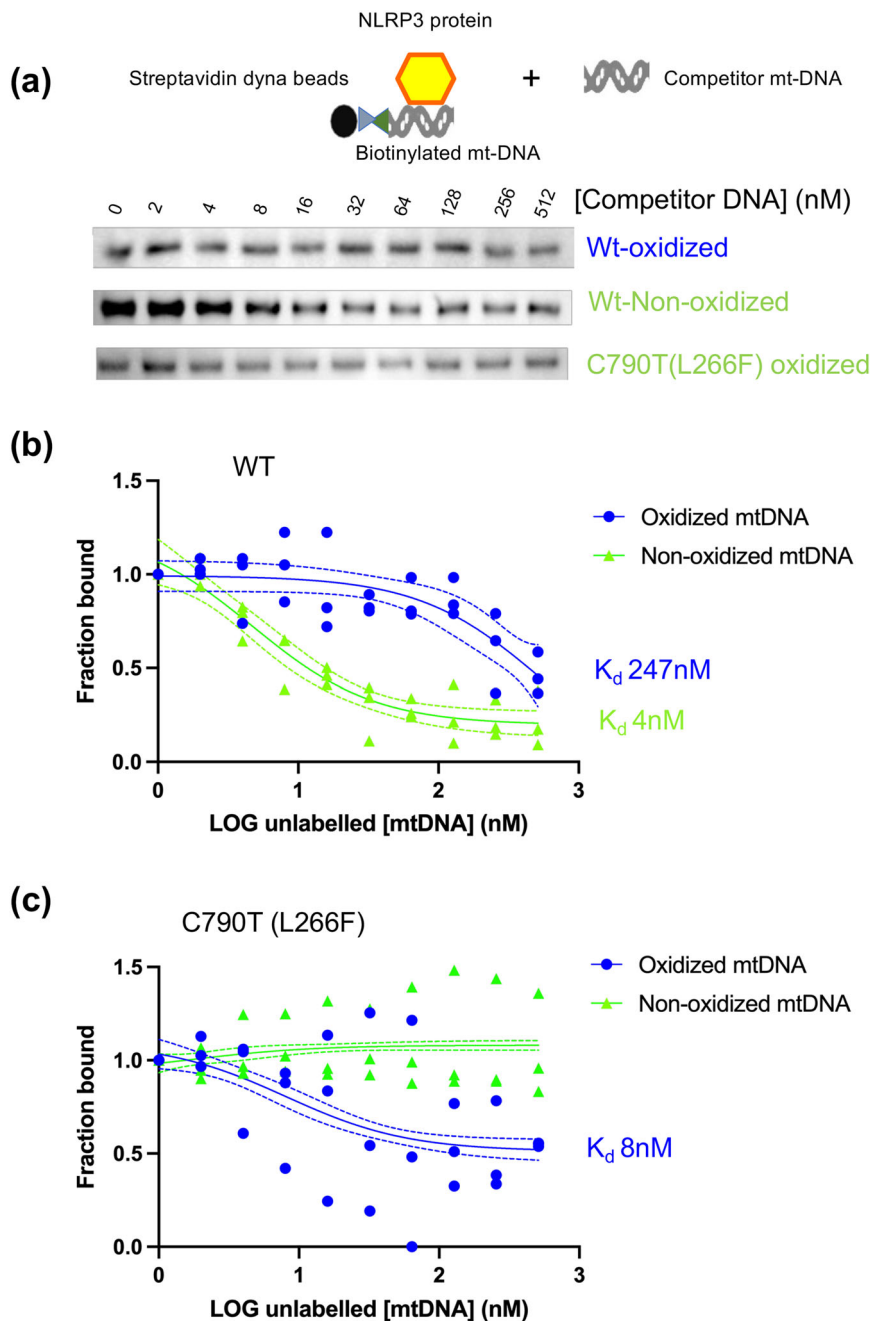 NLRP3 protein
(a)
Streptavidin dyna beads
+
Competitor mt-DNA
Biotinylated mt-DNA
0 2 4 8 16 32 64 128 256 512 [Competitor DNA] (nM)
Wt-oxidized
Wt-Non-oxidized
C790T(L266F) oxidized
(b)
WT
1.5
1.0
0.5
0.0
Fraction bound
0 1 2 3
LOG unlabelled [mtDNA] (nM)
Oxidized mtDNA
Non-oxidized mtDNA
Kd 247nM
Kd 4nM
(c)
C790T (L266F)
1.5
1.0
0.5
0.0
Fraction bound
0 1 2 3
LOG unlabelled [mtDNA] (nM)
Oxidized mtDNA
Non-oxidized mtDNA
Kd 8nM